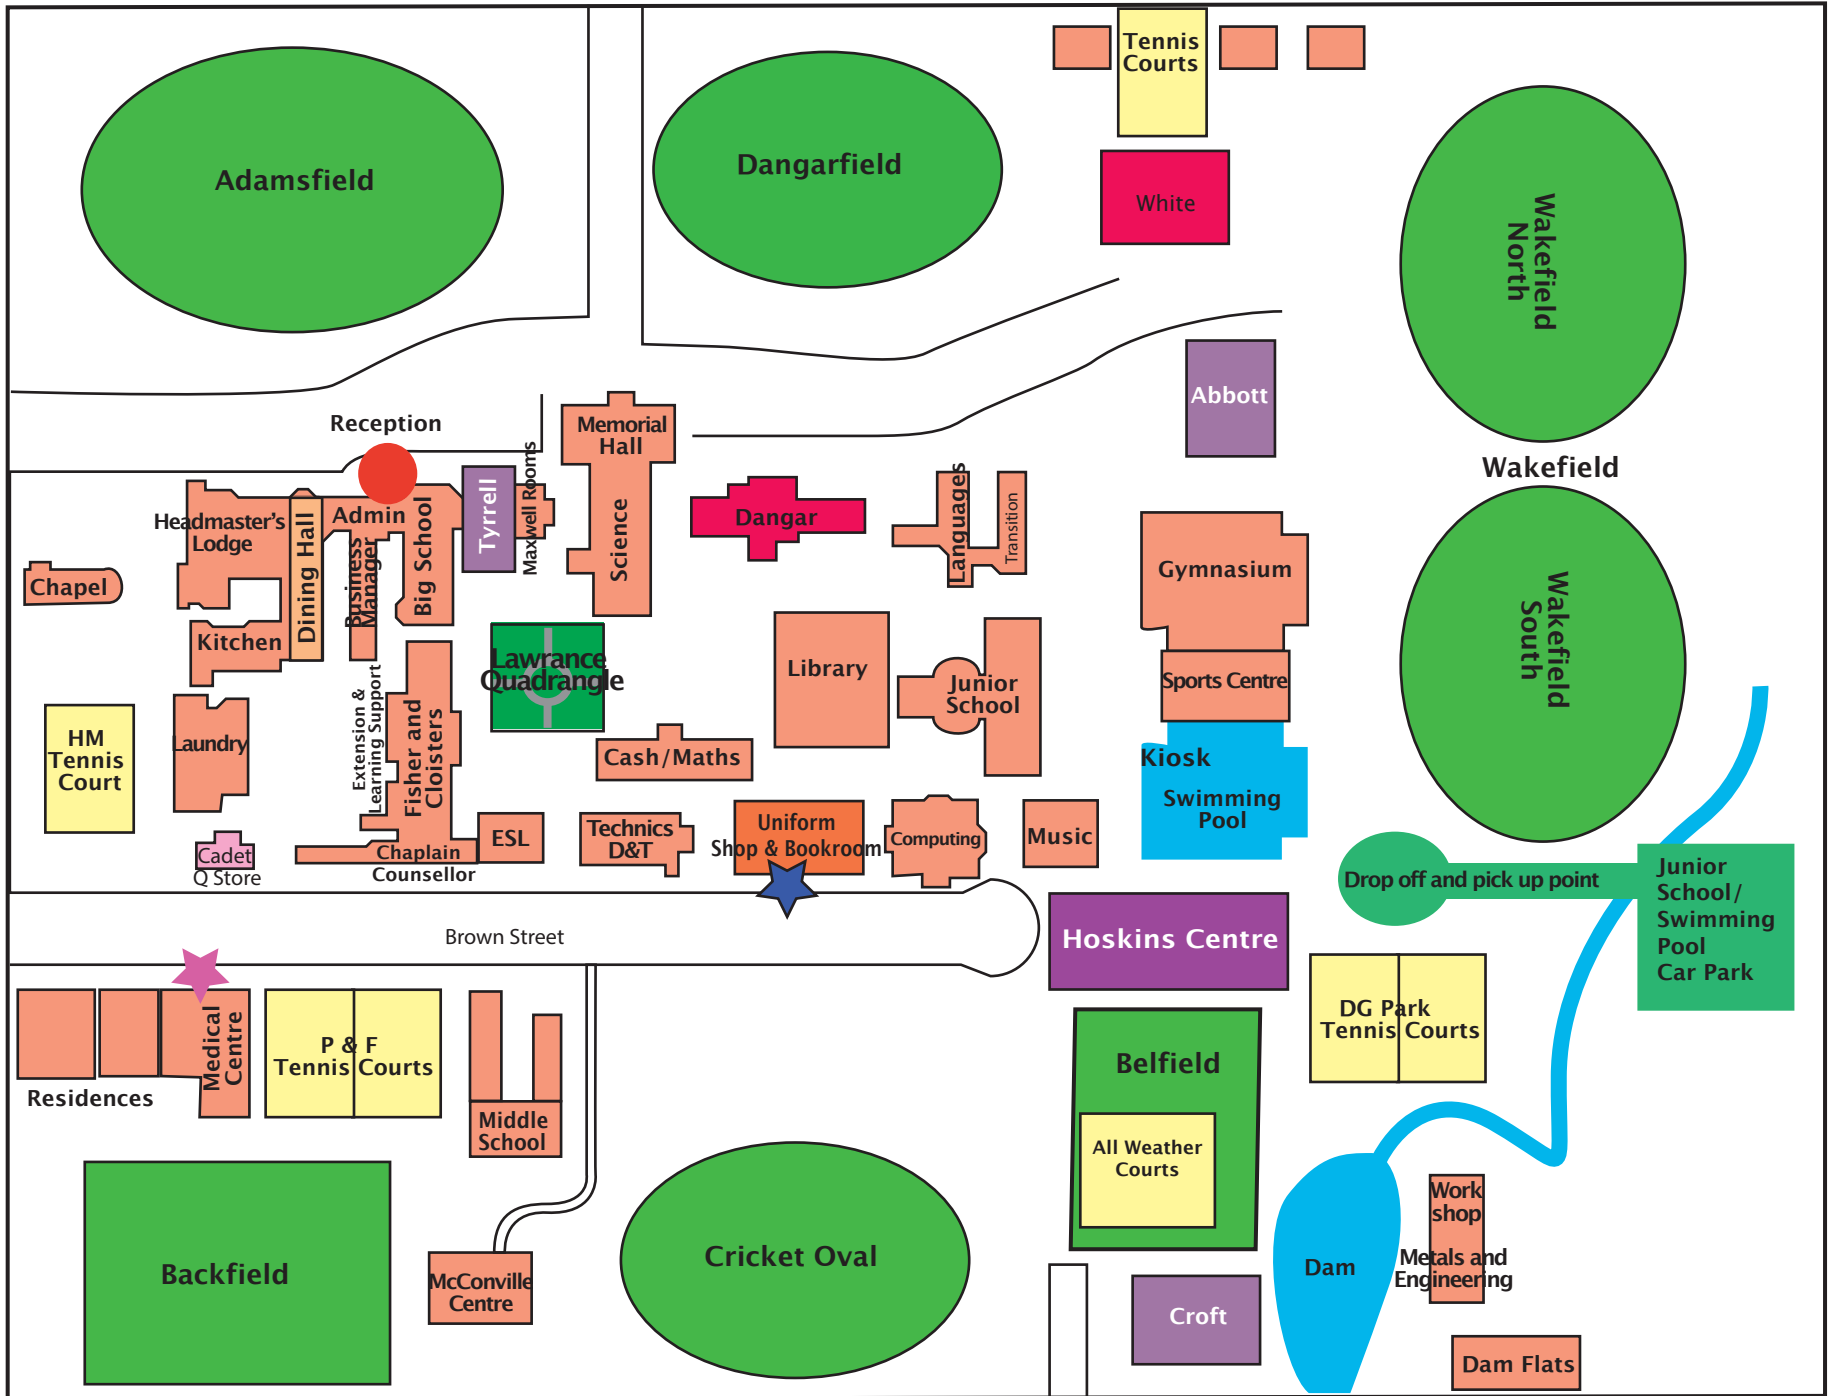 Tennis
Courts
Adamsfield
Dangarfield
White
Wakefield
North
Abbott
Reception
Memorial
Hall
Wakefield
Headmaster's
Lodge
Dining Hall
Admin
Business
Manager
Big School
Tyrrell
Maxwell Rooms
Science
Dangar
Languages
Transition
Gymnasium
Wakefield
South
Chapel
Kitchen
Lawrance
Quadrangle
Library
Junior
School
Sports Centre
HM
Tennis
Court
Laundry
Extension &
Learning Support
Fisher and
Cloisters
Cash/Maths
Kiosk
Swimming
Pool
Cadet
Q Store
Chaplain
Counsellor
ESL
Technics
D&T
Uniform
Shop & Bookroom
Computing
Music
Drop off and pick up point
Junior
School/
Swimming
Pool
Car Park
Brown Street
Hoskins Centre
Residences
Medical
Centre
P & F
Tennis Courts
Middle
School
DG Park
Tennis Courts
Belfield
All Weather
Courts
Backfield
McConville
Centre
Cricket Oval
Croft
Dam
Work
shop
Metals and
Engineering
Dam Flats